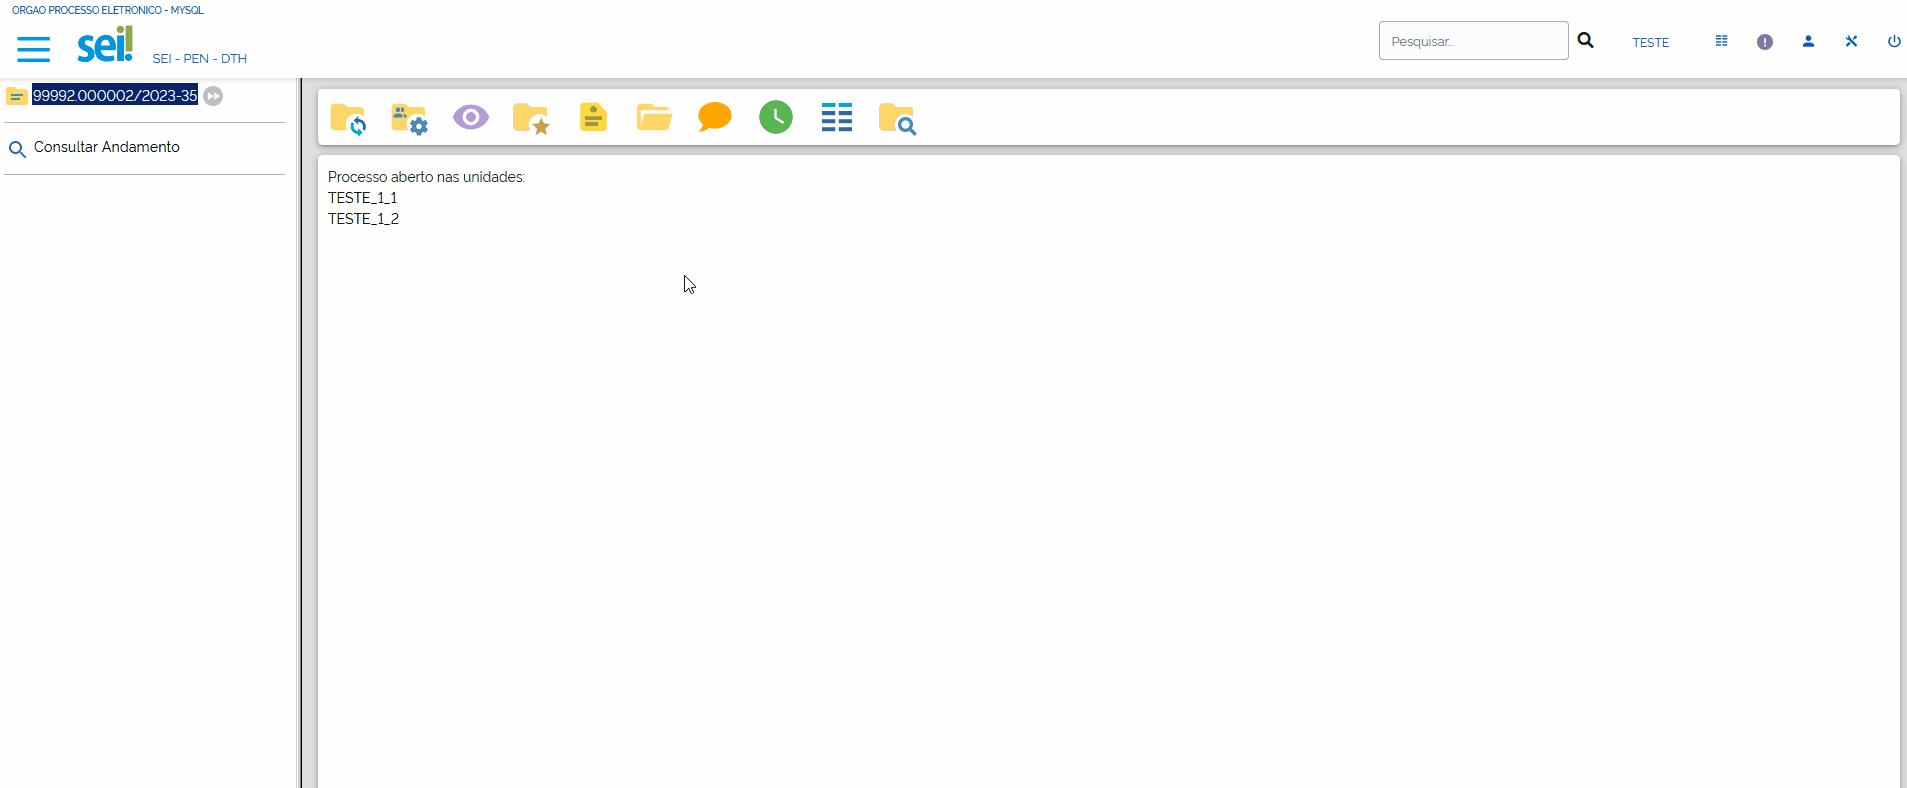 ORGAO PROCESSO ELETRONICO - MYSQL
sei!
SEI - PEN - DTH
Pesquisar...
TESTE
99992.000002/2023-35
Consultar Andamento
Processo aberto nas unidades:
TESTE_1_1
TESTE_1_2